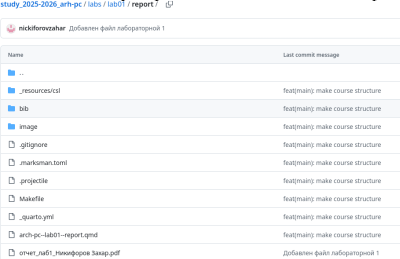 study_2025-2026_arh-pc / labs / lab01 / report /
nickiforovzahar Добавлен файл лабораторной 1
Name Last commit message
..
_resources/csl feat(main): make course structure
bib feat(main): make course structure
image feat(main): make course structure
.gitignore feat(main): make course structure
.marksman.toml feat(main): make course structure
.projectile feat(main): make course structure
Makefile feat(main): make course structure
_quarto.yml feat(main): make course structure
arch-pc--lab01--report.qmd feat(main): make course structure
отчет_лаб1_Никифоров Захар.pdf Добавлен файл лабораторной 1